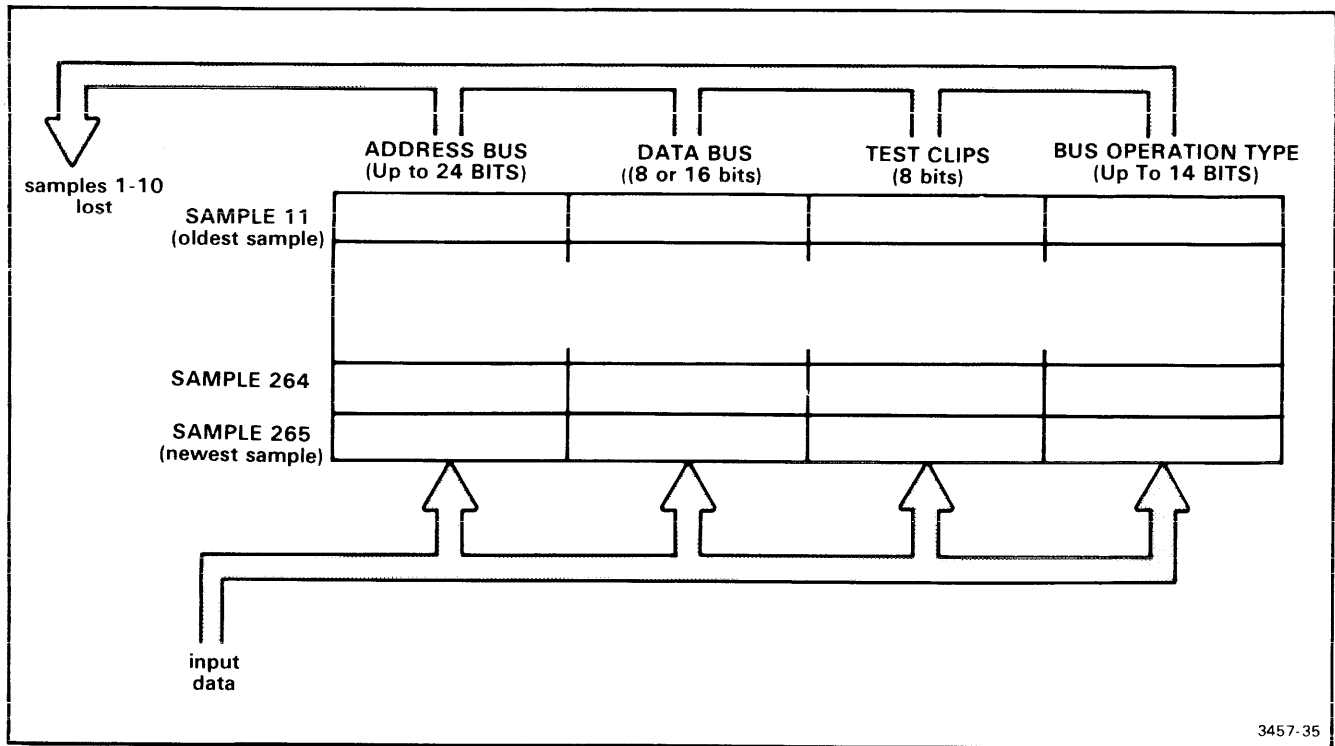 ADDRESS BUS
(Up to 24 BITS)
DATA BUS
((8 or 16 bits)
TEST CLIPS
(8 bits)
BUS OPERATION TYPE
(Up To 14 BITS)
samples 1-10
lost
SAMPLE 11
(oldest sample)
SAMPLE 264
SAMPLE 265
(newest sample)
input
data
3457-35